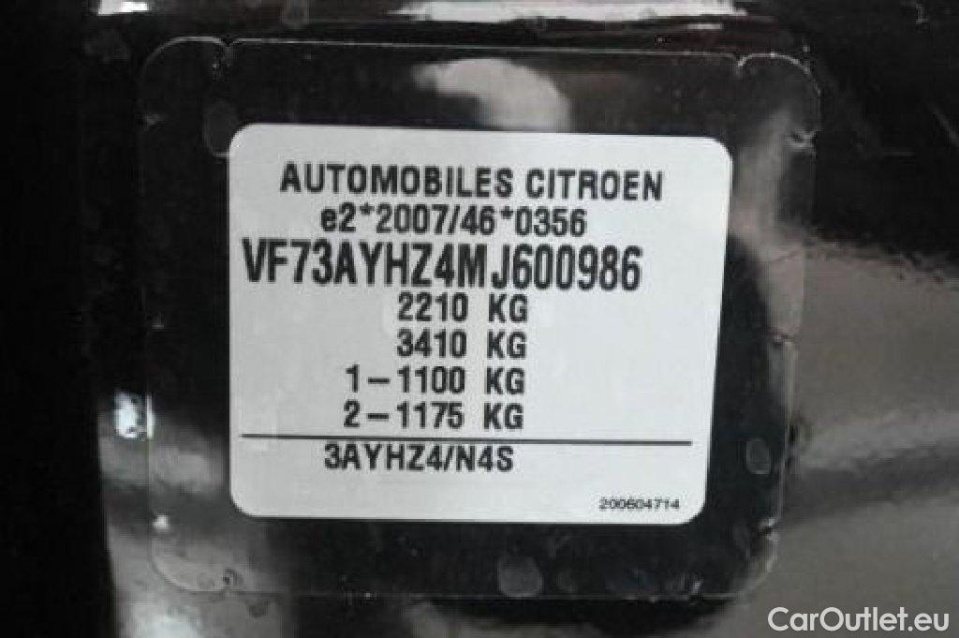 AUTOMOBILES CITROEN
e2*2007/46*0356
VF73AYHZ4MJ600986
2210 KG
3410 KG
1-1100 KG
2-1175 KG
3AYHZ4/N4S
200604714
CarOutlet.eu